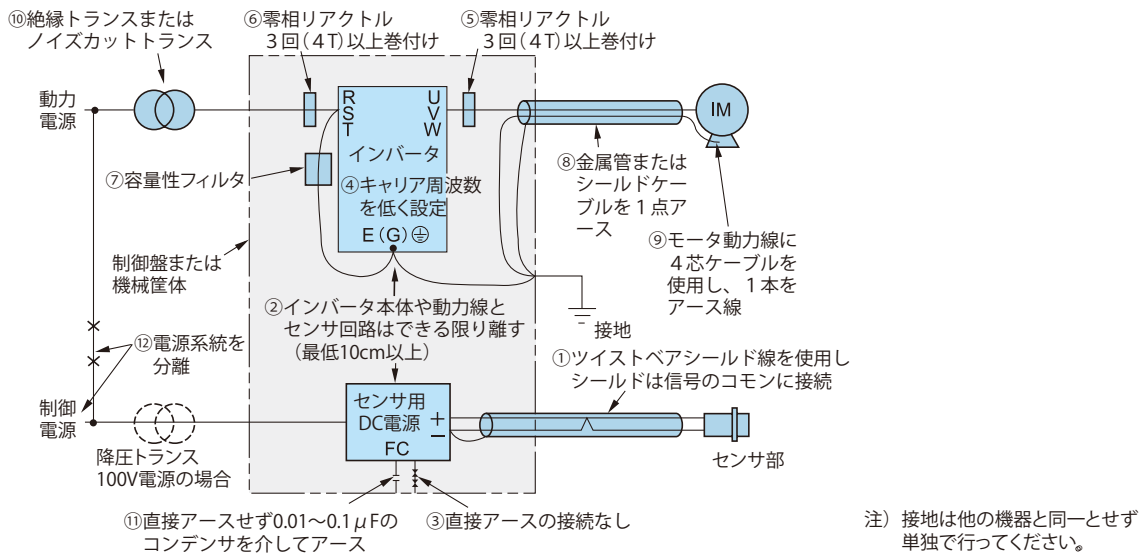 ⑩絶縁トランスまたは
ノイズカットトランス
⑥零相リアクトル
3回(4T)以上巻付け
⑤零相リアクトル
3回(4T)以上巻付け
動力
電源
R
S
T
U
V
W
インバータ
④キャリア周波数
を低く設定
E(G)
IM
⑦容量性フィルタ
⑧金属管または
シールドケー
ブルを1点ア
ース
⑨モータ動力線に
4芯ケーブルを
使用し、1本を
アース線
制御盤または
機械筐体
②インバータ本体や動力線と
センサ回路はできる限り離す
(最低10cm以上)
接地
⑫電源系統を
分離
①ツイストペアシールド線を使用し
シールドは信号のコモンに接続
制御
電源
センサ用
DC電源
+
−
FC
降圧トランス
100V電源の場合
センサ部
⑪直接アースせず0.01〜0.1μFの
コンデンサを介してアース
③直接アースの接続なし
注) 接地は他の機器と同一とせず
単独で行ってください。